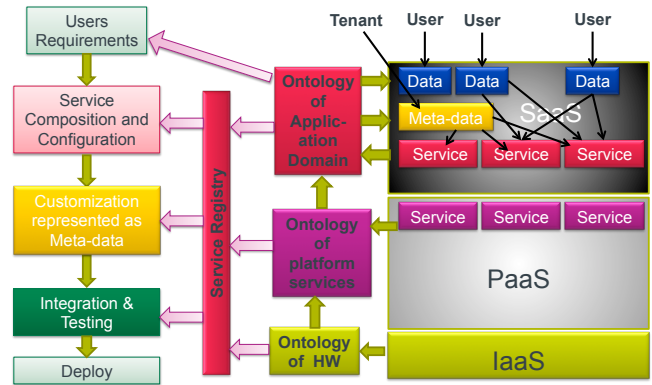 Users
Requirements
Service
Composition and
Configuration
Customization
represented as
Meta-data
Integration &
Testing
Deploy
Service Registry
Ontology
of
Applic-
ation
Domain
Ontology
of
platform
services
Ontology
of HW
Tenant
User
User
User
Data
Data
Data
SaaS
Meta-data
Service
Service
Service
Service
Service
Service
PaaS
IaaS